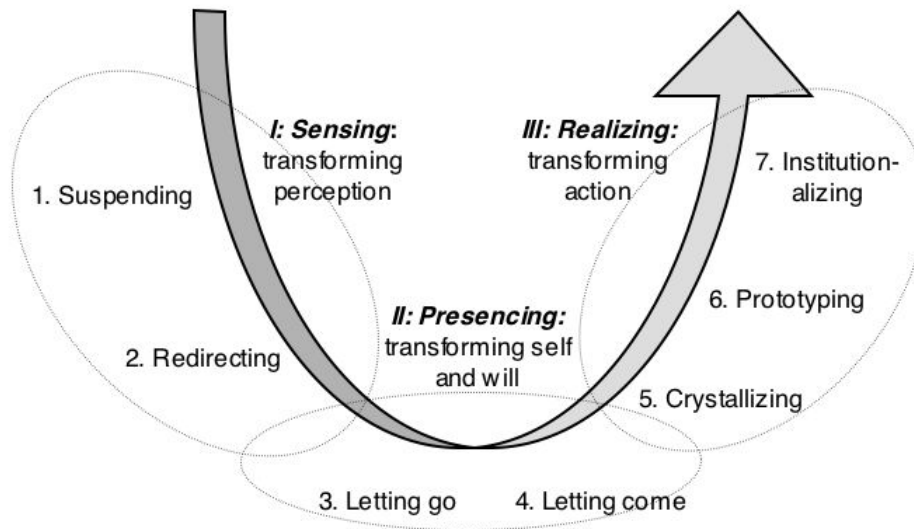 I: Sensing:
transforming
perception
III: Realizing:
transforming
action
1. Suspending
7. Institution-
alizing
2. Redirecting
6. Prototyping
II: Presencing:
transforming self
and will
5. Crystallizing
3. Letting go
4. Letting come